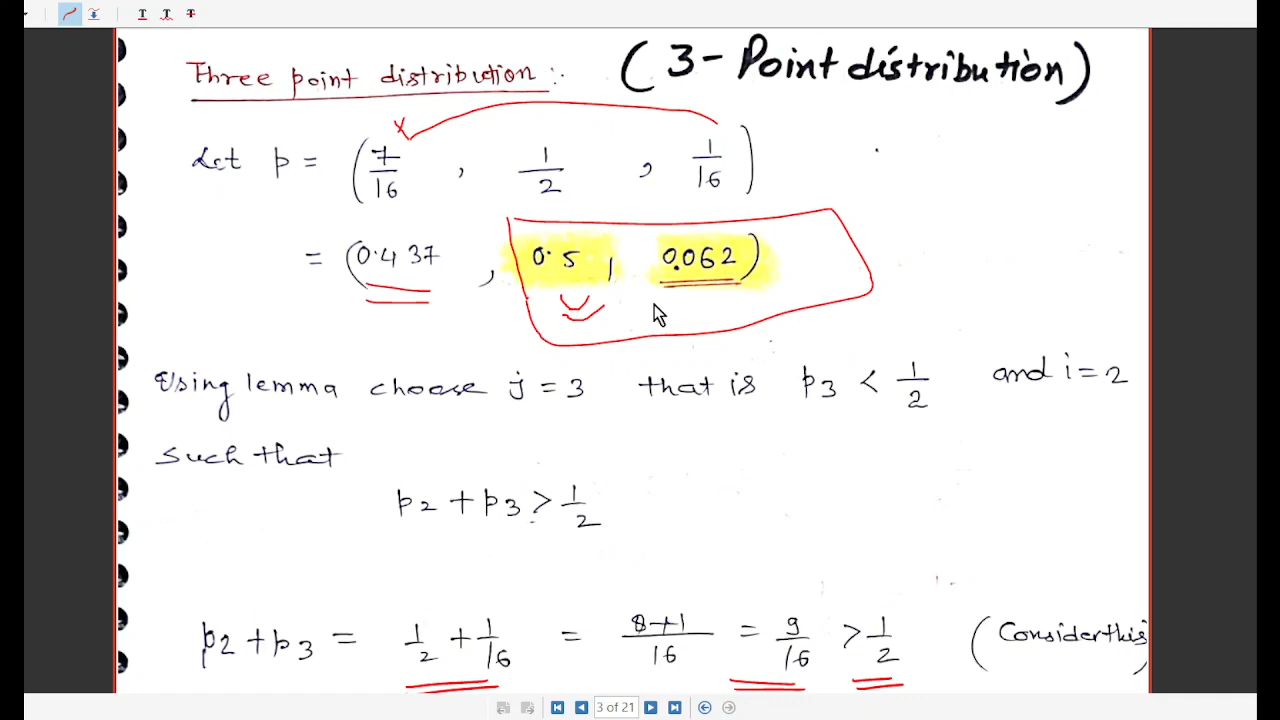 Three point distribution :-
(3-Point distribution)
Let p = (7/16 , 1/2 , 1/16)
= (0.437 , 0.5 , 0.062)
Using lemma choose j = 3 that is p3 < 1/2 and i = 2
such that
p2 + p3 > 1/2
p2 + p3 = 1/2 + 1/16 = 8+1/16 = 9/16 > 1/2 (Consider this)
3 of 21